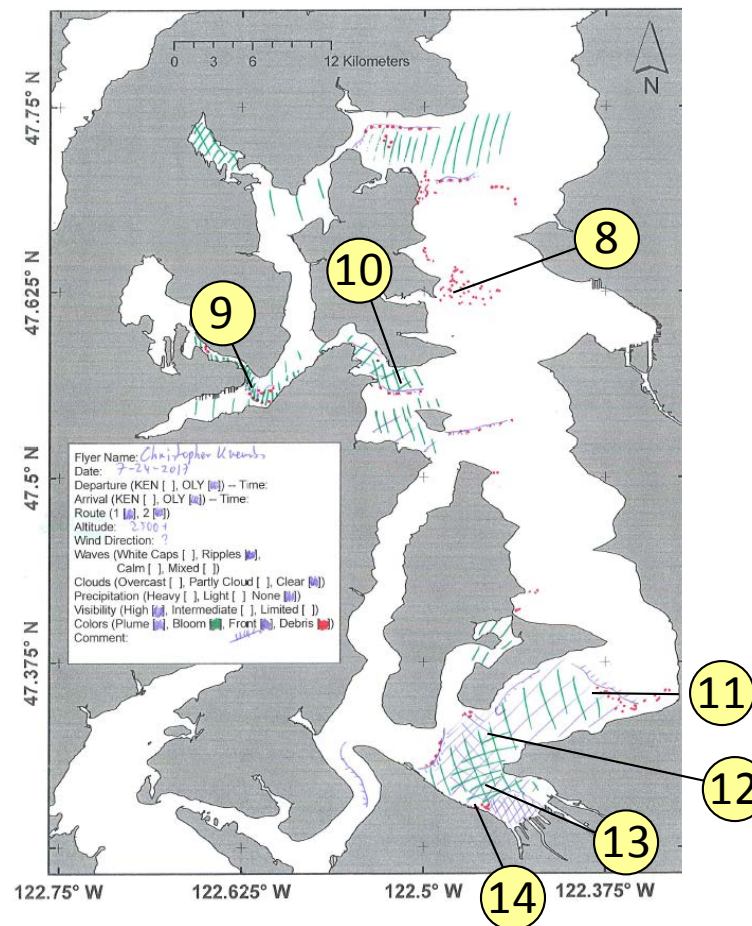 0 3 6 12 Kilometers
N
47.75° N
8
47.625° N
10
9
Flyer Name: Christopher Krembs
Date: 7-24-2017
Departure (KEN [ ], OLY [ ]) -- Time:
Arrival (KEN [ ], OLY [ ]) -- Time:
Route (1 [ ], 2 [ ])
Altitude: 2500+
Wind Direction: ?
Waves (White Caps [ ], Ripples [ ],
Calm [ ], Mixed [ ])
Clouds (Overcast [ ], Partly Cloud [ ], Clear [ ])
Precipitation (Heavy [ ], Light [ ] None [ ])
Visibility (High [ ], Intermediate [ ], Limited [ ])
Colors (Plume [ ], Bloom [ ], Front [ ], Debris [ ])
Comment:
47.5° N
47.375° N
11
12
13
14
122.75° W 122.625° W 122.5° W 122.375° W